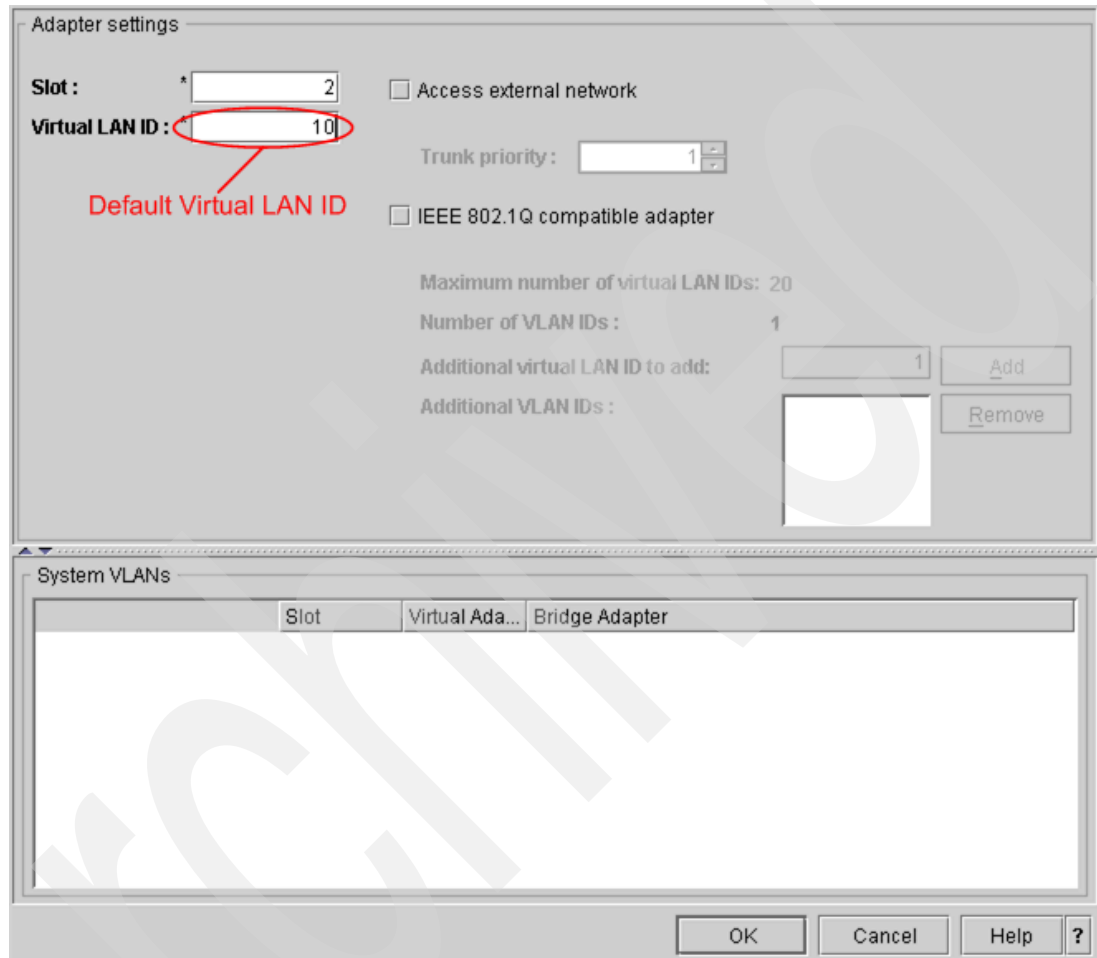 Adapter settings
Slot : * 2
Access external network
Virtual LAN ID : * 10
Trunk priority : 1
Default Virtual LAN ID
IEEE 802.1Q compatible adapter
Maximum number of virtual LAN IDs: 20
Number of VLAN IDs : 1
Additional virtual LAN ID to add: 1 Add
Additional VLAN IDs : Remove
System VLANs
Slot Virtual Ada... Bridge Adapter
OK Cancel Help ?